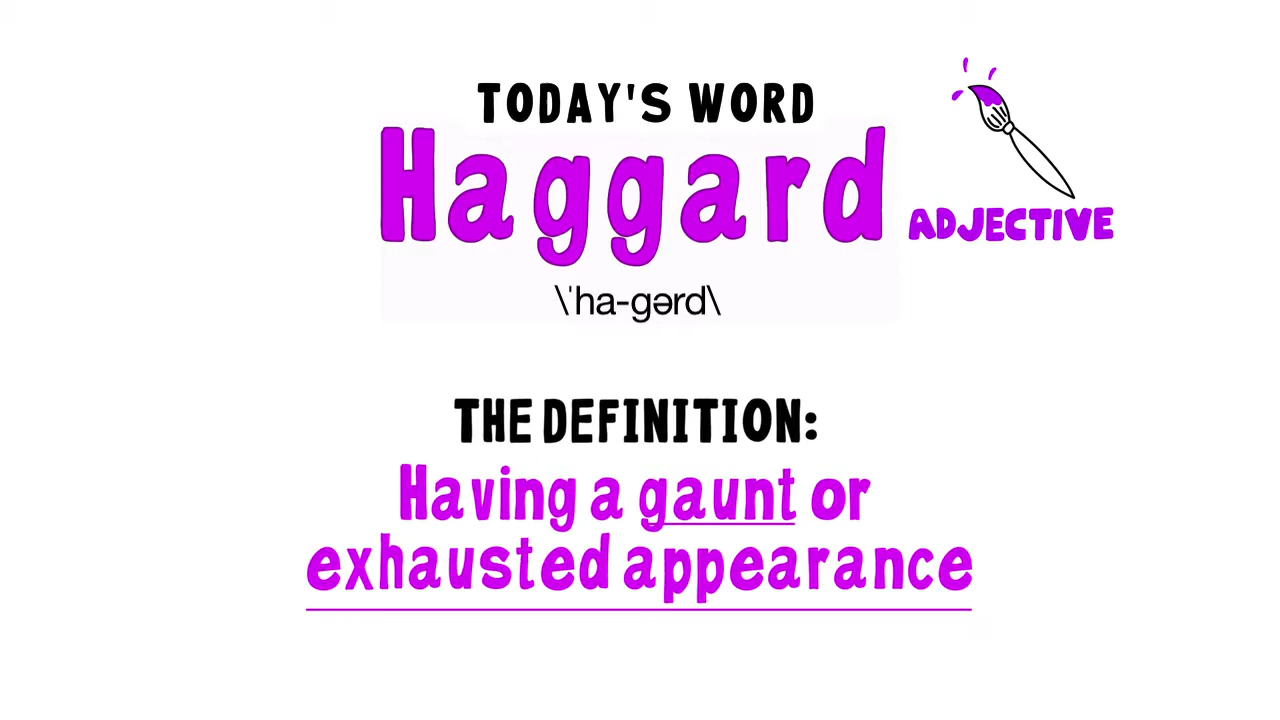 TODAY'S WORD
Haggard
ADJECTIVE
\ˈha-gərd\
THE DEFINITION:
Having a gaunt or
exhausted appearance